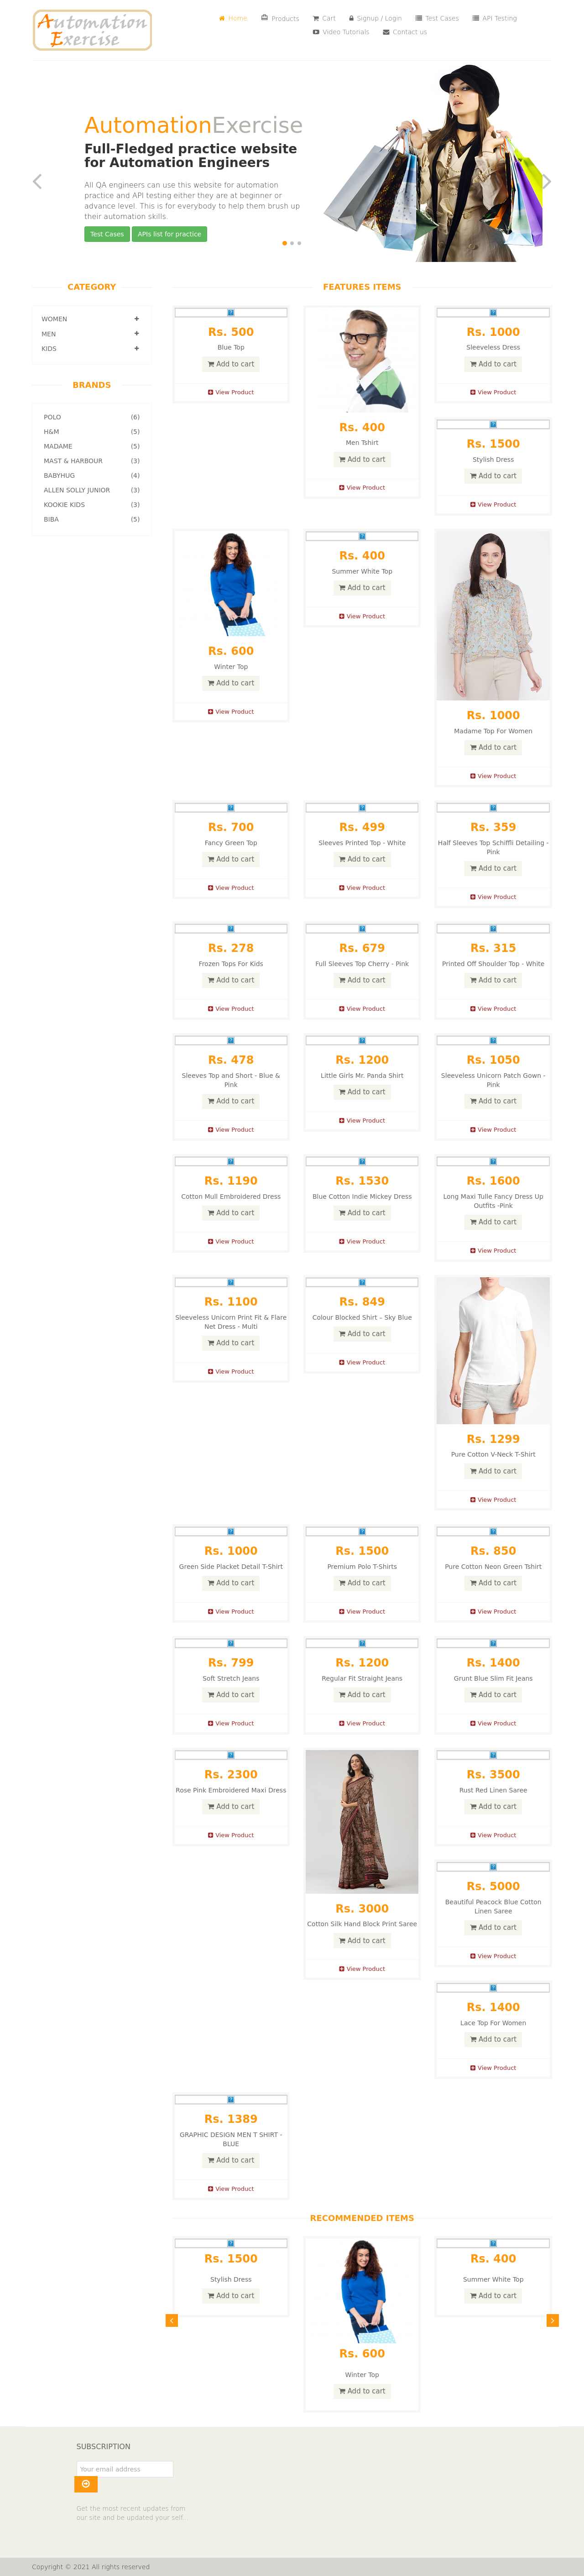 Automation
Exercise
Home
Products
Cart
Signup / Login
Test Cases
API Testing
Video Tutorials
Contact us
AutomationExercise
Full-Fledged practice website
for Automation Engineers
All QA engineers can use this website for automation
practice and API testing either they are at beginner or
advance level. This is for everybody to help them brush up
their automation skills.
Test Cases
APIs list for practice
CATEGORY
WOMEN
MEN
KIDS
BRANDS
POLO (6)
H&M (5)
MADAME (5)
MAST & HARBOUR (3)
BABYHUG (4)
ALLEN SOLLY JUNIOR (3)
KOOKIE KIDS (3)
BIBA (5)
FEATURES ITEMS
Rs. 500
Blue Top
Add to cart
View Product
Rs. 400
Men Tshirt
Add to cart
View Product
Rs. 1000
Sleeveless Dress
Add to cart
View Product
Rs. 1500
Stylish Dress
Add to cart
View Product
Rs. 600
Winter Top
Add to cart
View Product
Rs. 400
Summer White Top
Add to cart
View Product
Rs. 1000
Madame Top For Women
Add to cart
View Product
Rs. 700
Fancy Green Top
Add to cart
View Product
Rs. 499
Sleeves Printed Top - White
Add to cart
View Product
Rs. 359
Half Sleeves Top Schiffli Detailing -
Pink
Add to cart
View Product
Rs. 278
Frozen Tops For Kids
Add to cart
View Product
Rs. 679
Full Sleeves Top Cherry - Pink
Add to cart
View Product
Rs. 315
Printed Off Shoulder Top - White
Add to cart
View Product
Rs. 478
Sleeves Top and Short - Blue &
Pink
Add to cart
View Product
Rs. 1200
Little Girls Mr. Panda Shirt
Add to cart
View Product
Rs. 1050
Sleeveless Unicorn Patch Gown -
Pink
Add to cart
View Product
Rs. 1190
Cotton Mull Embroidered Dress
Add to cart
View Product
Rs. 1530
Blue Cotton Indie Mickey Dress
Add to cart
View Product
Rs. 1600
Long Maxi Tulle Fancy Dress Up
Outfits -Pink
Add to cart
View Product
Rs. 1100
Sleeveless Unicorn Print Fit & Flare
Net Dress - Multi
Add to cart
View Product
Rs. 849
Colour Blocked Shirt – Sky Blue
Add to cart
View Product
Rs. 1299
Pure Cotton V-Neck T-Shirt
Add to cart
View Product
Rs. 1000
Green Side Placket Detail T-Shirt
Add to cart
View Product
Rs. 1500
Premium Polo T-Shirts
Add to cart
View Product
Rs. 850
Pure Cotton Neon Green Tshirt
Add to cart
View Product
Rs. 799
Soft Stretch Jeans
Add to cart
View Product
Rs. 1200
Regular Fit Straight Jeans
Add to cart
View Product
Rs. 1400
Grunt Blue Slim Fit Jeans
Add to cart
View Product
Rs. 2300
Rose Pink Embroidered Maxi Dress
Add to cart
View Product
Rs. 3000
Cotton Silk Hand Block Print Saree
Add to cart
View Product
Rs. 3500
Rust Red Linen Saree
Add to cart
View Product
Rs. 5000
Beautiful Peacock Blue Cotton
Linen Saree
Add to cart
View Product
Rs. 1400
Lace Top For Women
Add to cart
View Product
Rs. 1389
GRAPHIC DESIGN MEN T SHIRT -
BLUE
Add to cart
View Product
RECOMMENDED ITEMS
Rs. 1500
Stylish Dress
Add to cart
Rs. 600
Winter Top
Add to cart
Rs. 400
Summer White Top
Add to cart
SUBSCRIPTION
Your email address
Get the most recent updates from
our site and be updated your self...
Copyright © 2021 All rights reserved